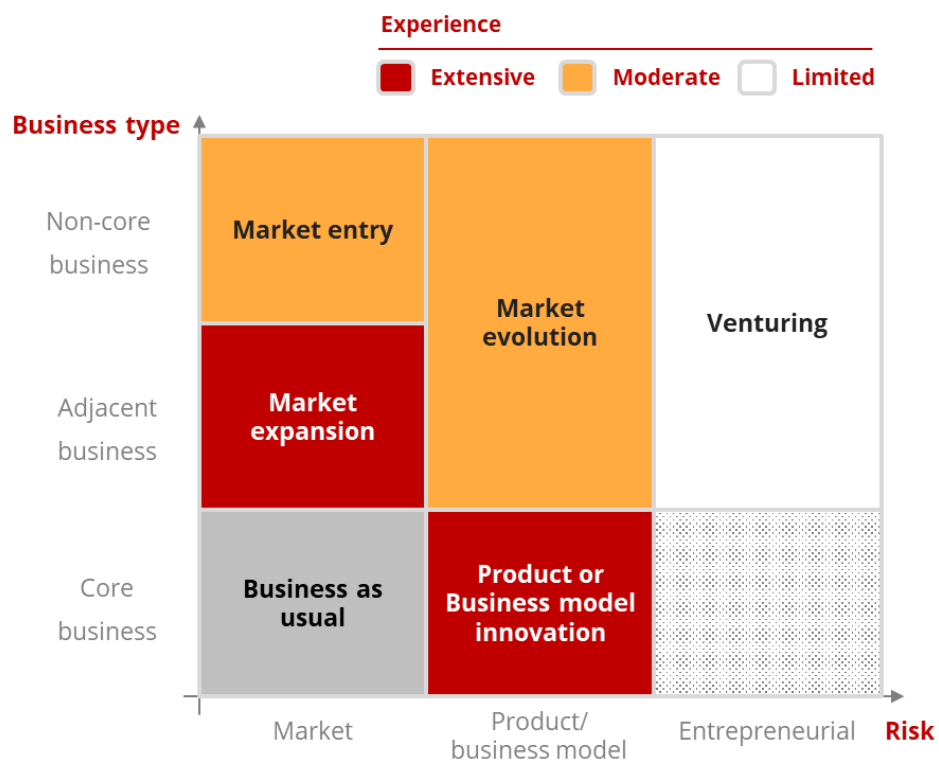 Experience
Extensive
Moderate
Limited
Business type
Non-core
business
Market entry
Market
evolution
Venturing
Adjacent
business
Market
expansion
Core
business
Business as
usual
Product or
Business model
innovation
Market
Product/
business model
Entrepreneurial
Risk